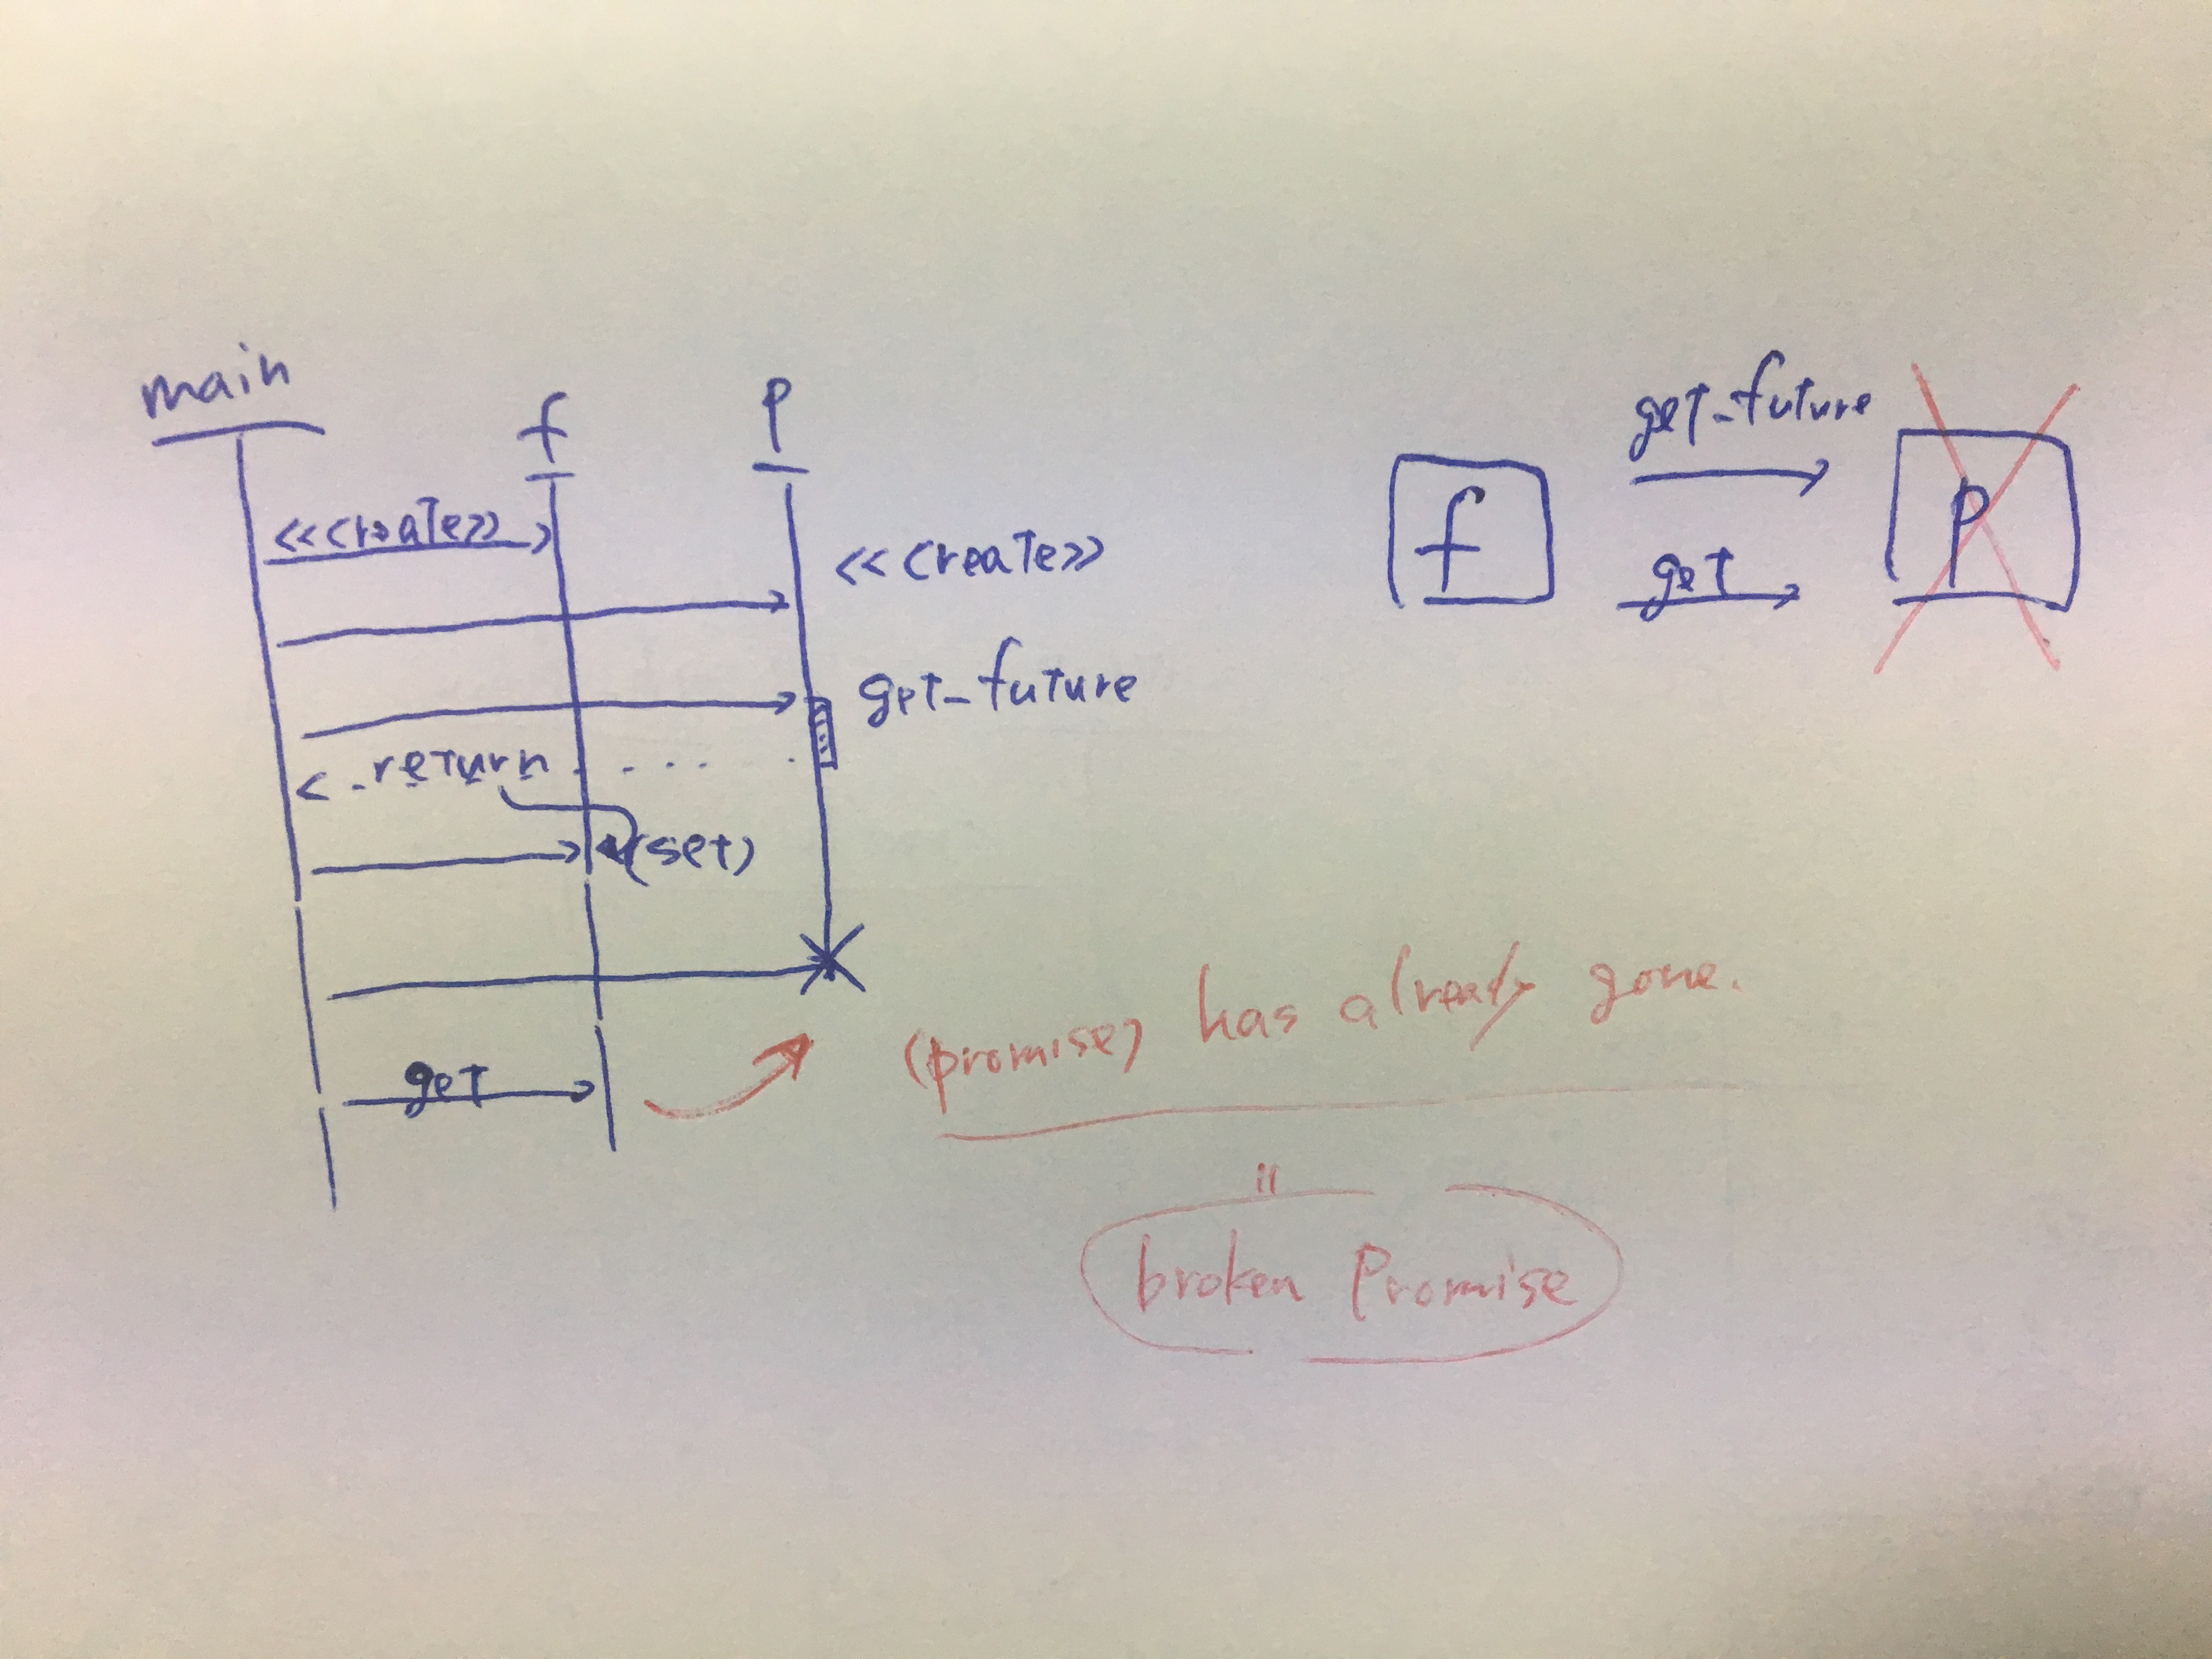 main
f
P
<<create>>
<<create>>
get_future
return
(set)
get
(promise) has already gone.
=
broken Promise
get_future
f
P
get